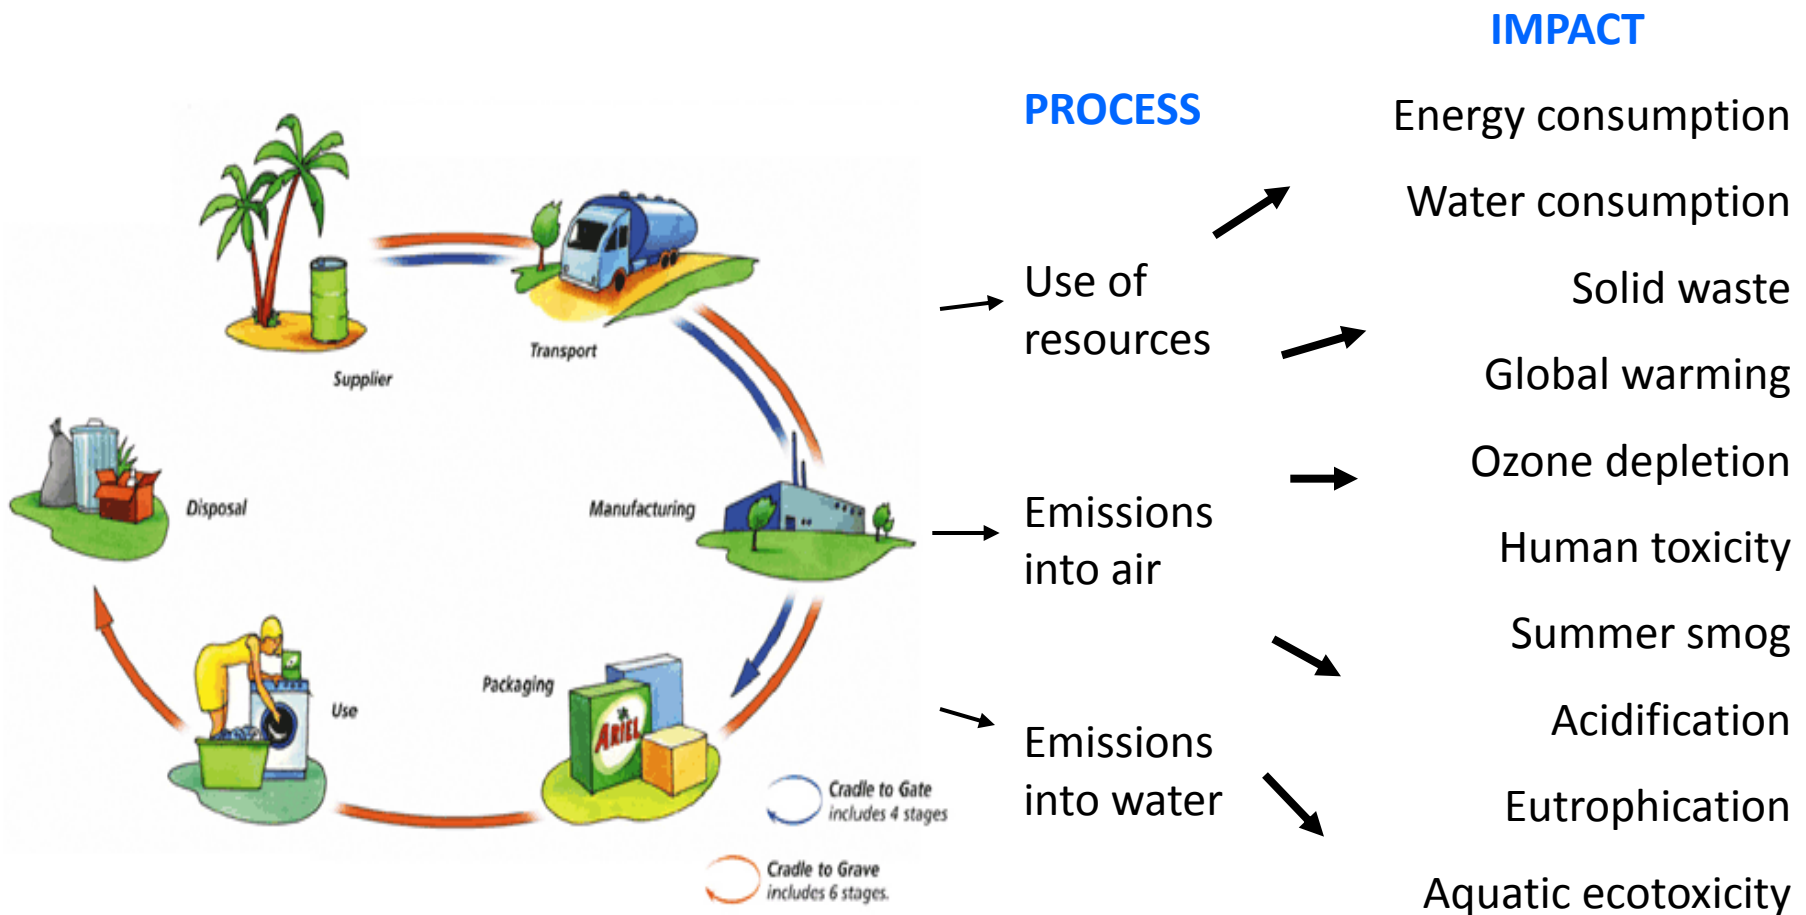 IMPACT
PROCESS
Energy consumption
Water consumption
Use of
resources
Solid waste
Global warming
Ozone depletion
Emissions
into air
Human toxicity
Summer smog
Acidification
Emissions
into water
Eutrophication
Aquatic ecotoxicity
Supplier
Transport
Manufacturing
Packaging
ARIEL
Use
Disposal
Cradle to Gate
includes 4 stages
Cradle to Grave
includes 6 stages.